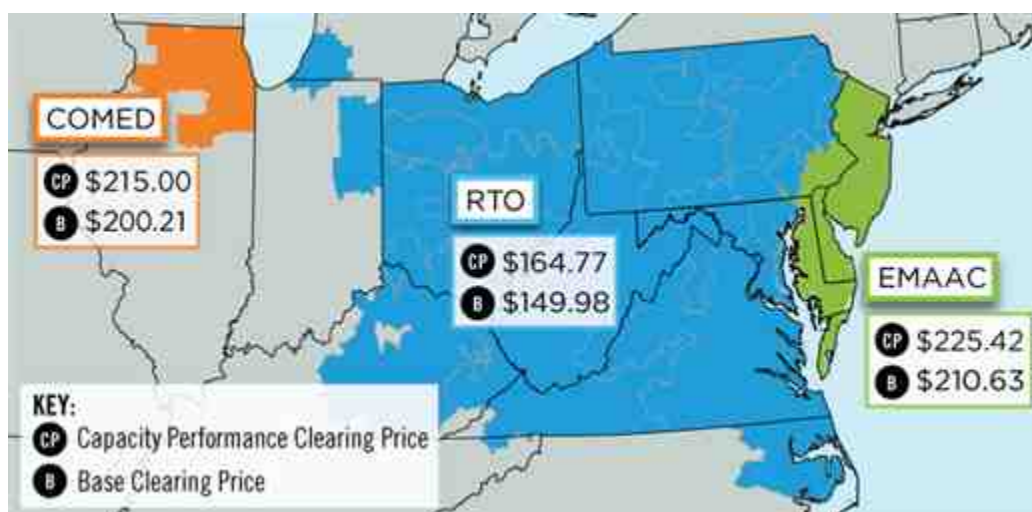 COMED
CP $215.00
B $200.21
RTO
CP $164.77
B $149.98
EMAAC
CP $225.42
B $210.63
KEY:
CP Capacity Performance Clearing Price
B Base Clearing Price